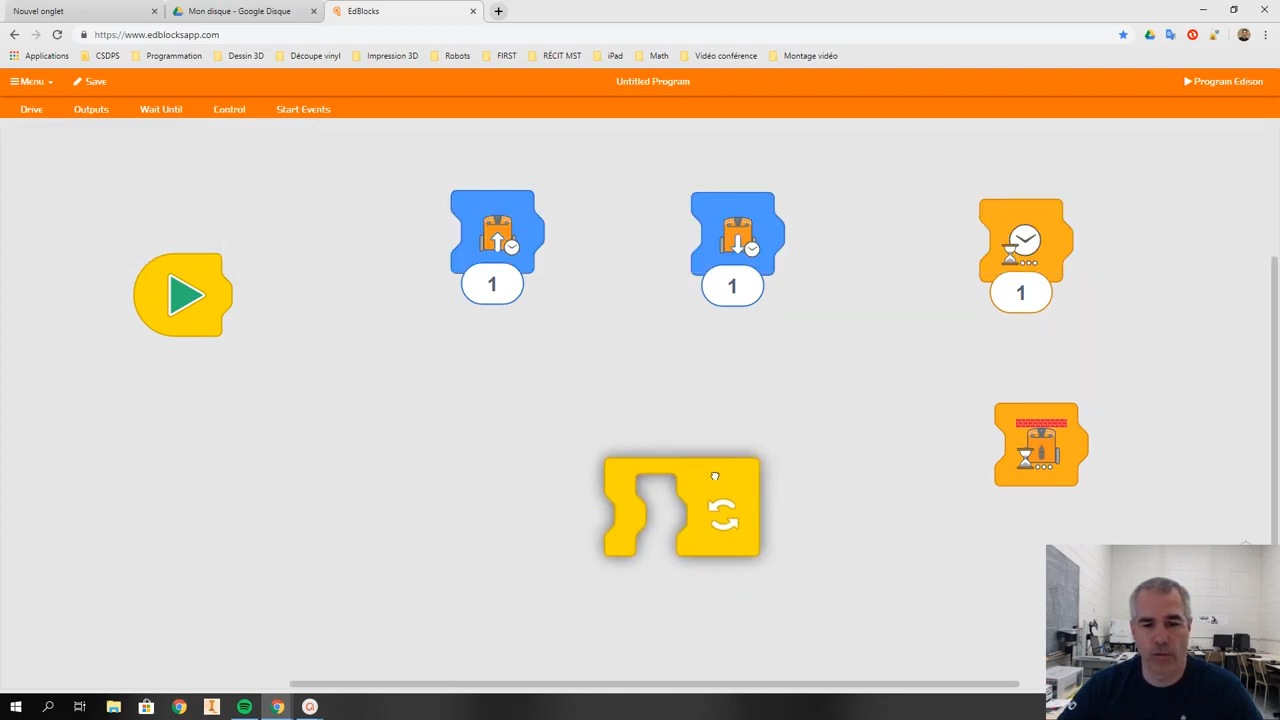 Nouvel onglet
Mon disque - Google Disque
EdBlocks
https://www.edblocksapp.com
Applications
CSDPS
Programmation
Dessin 3D
Découpe vinyl
Impression 3D
Robots
FIRST
RÉCIT MST
iPad
Math
Vidéo conférence
Montage vidéo
Menu
Save
Untitled Program
Program Edison
Drive
Outputs
Wait Until
Control
Start Events
1
1
1